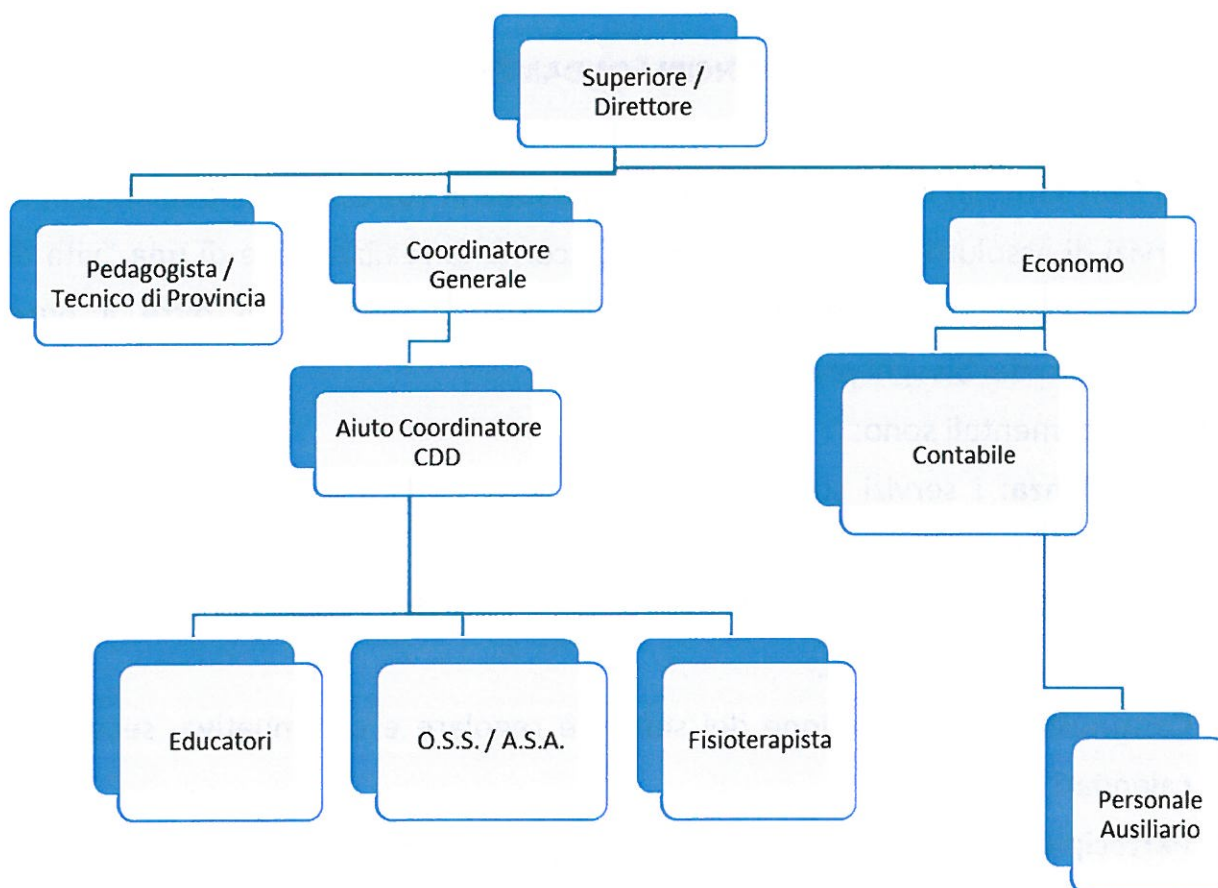 Superiore /
Direttore
Pedagogista /
Tecnico di Provincia
Coordinatore
Generale
Economo
Aiuto Coordinatore
CDD
Contabile
Educatori
O.S.S. / A.S.A.
Fisioterapista
Personale
Ausiliario